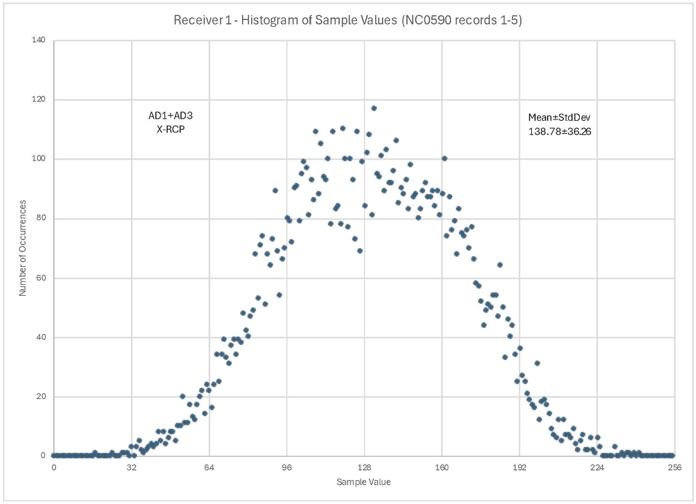 Receiver 1 - Histogram of Sample Values (NC0590 records 1-5)
140
120
100
80
60
40
20
0
Number of Occurrences
AD1+AD3
X-RCP
Mean±StdDev
138.78±36.26
0 32 64 96 128 160 192 224 256
Sample Value